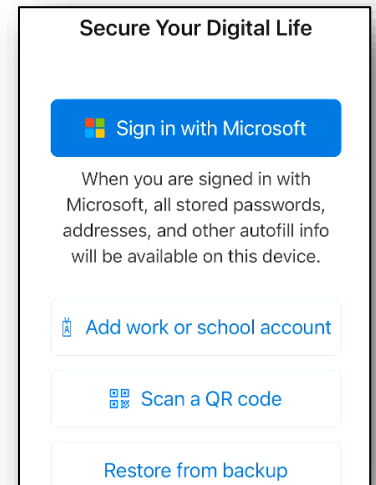 Secure Your Digital Life
Sign in with Microsoft
When you are signed in with
Microsoft, all stored passwords,
addresses, and other autofill info
will be available on this device.
Add work or school account
Scan a QR code
Restore from backup